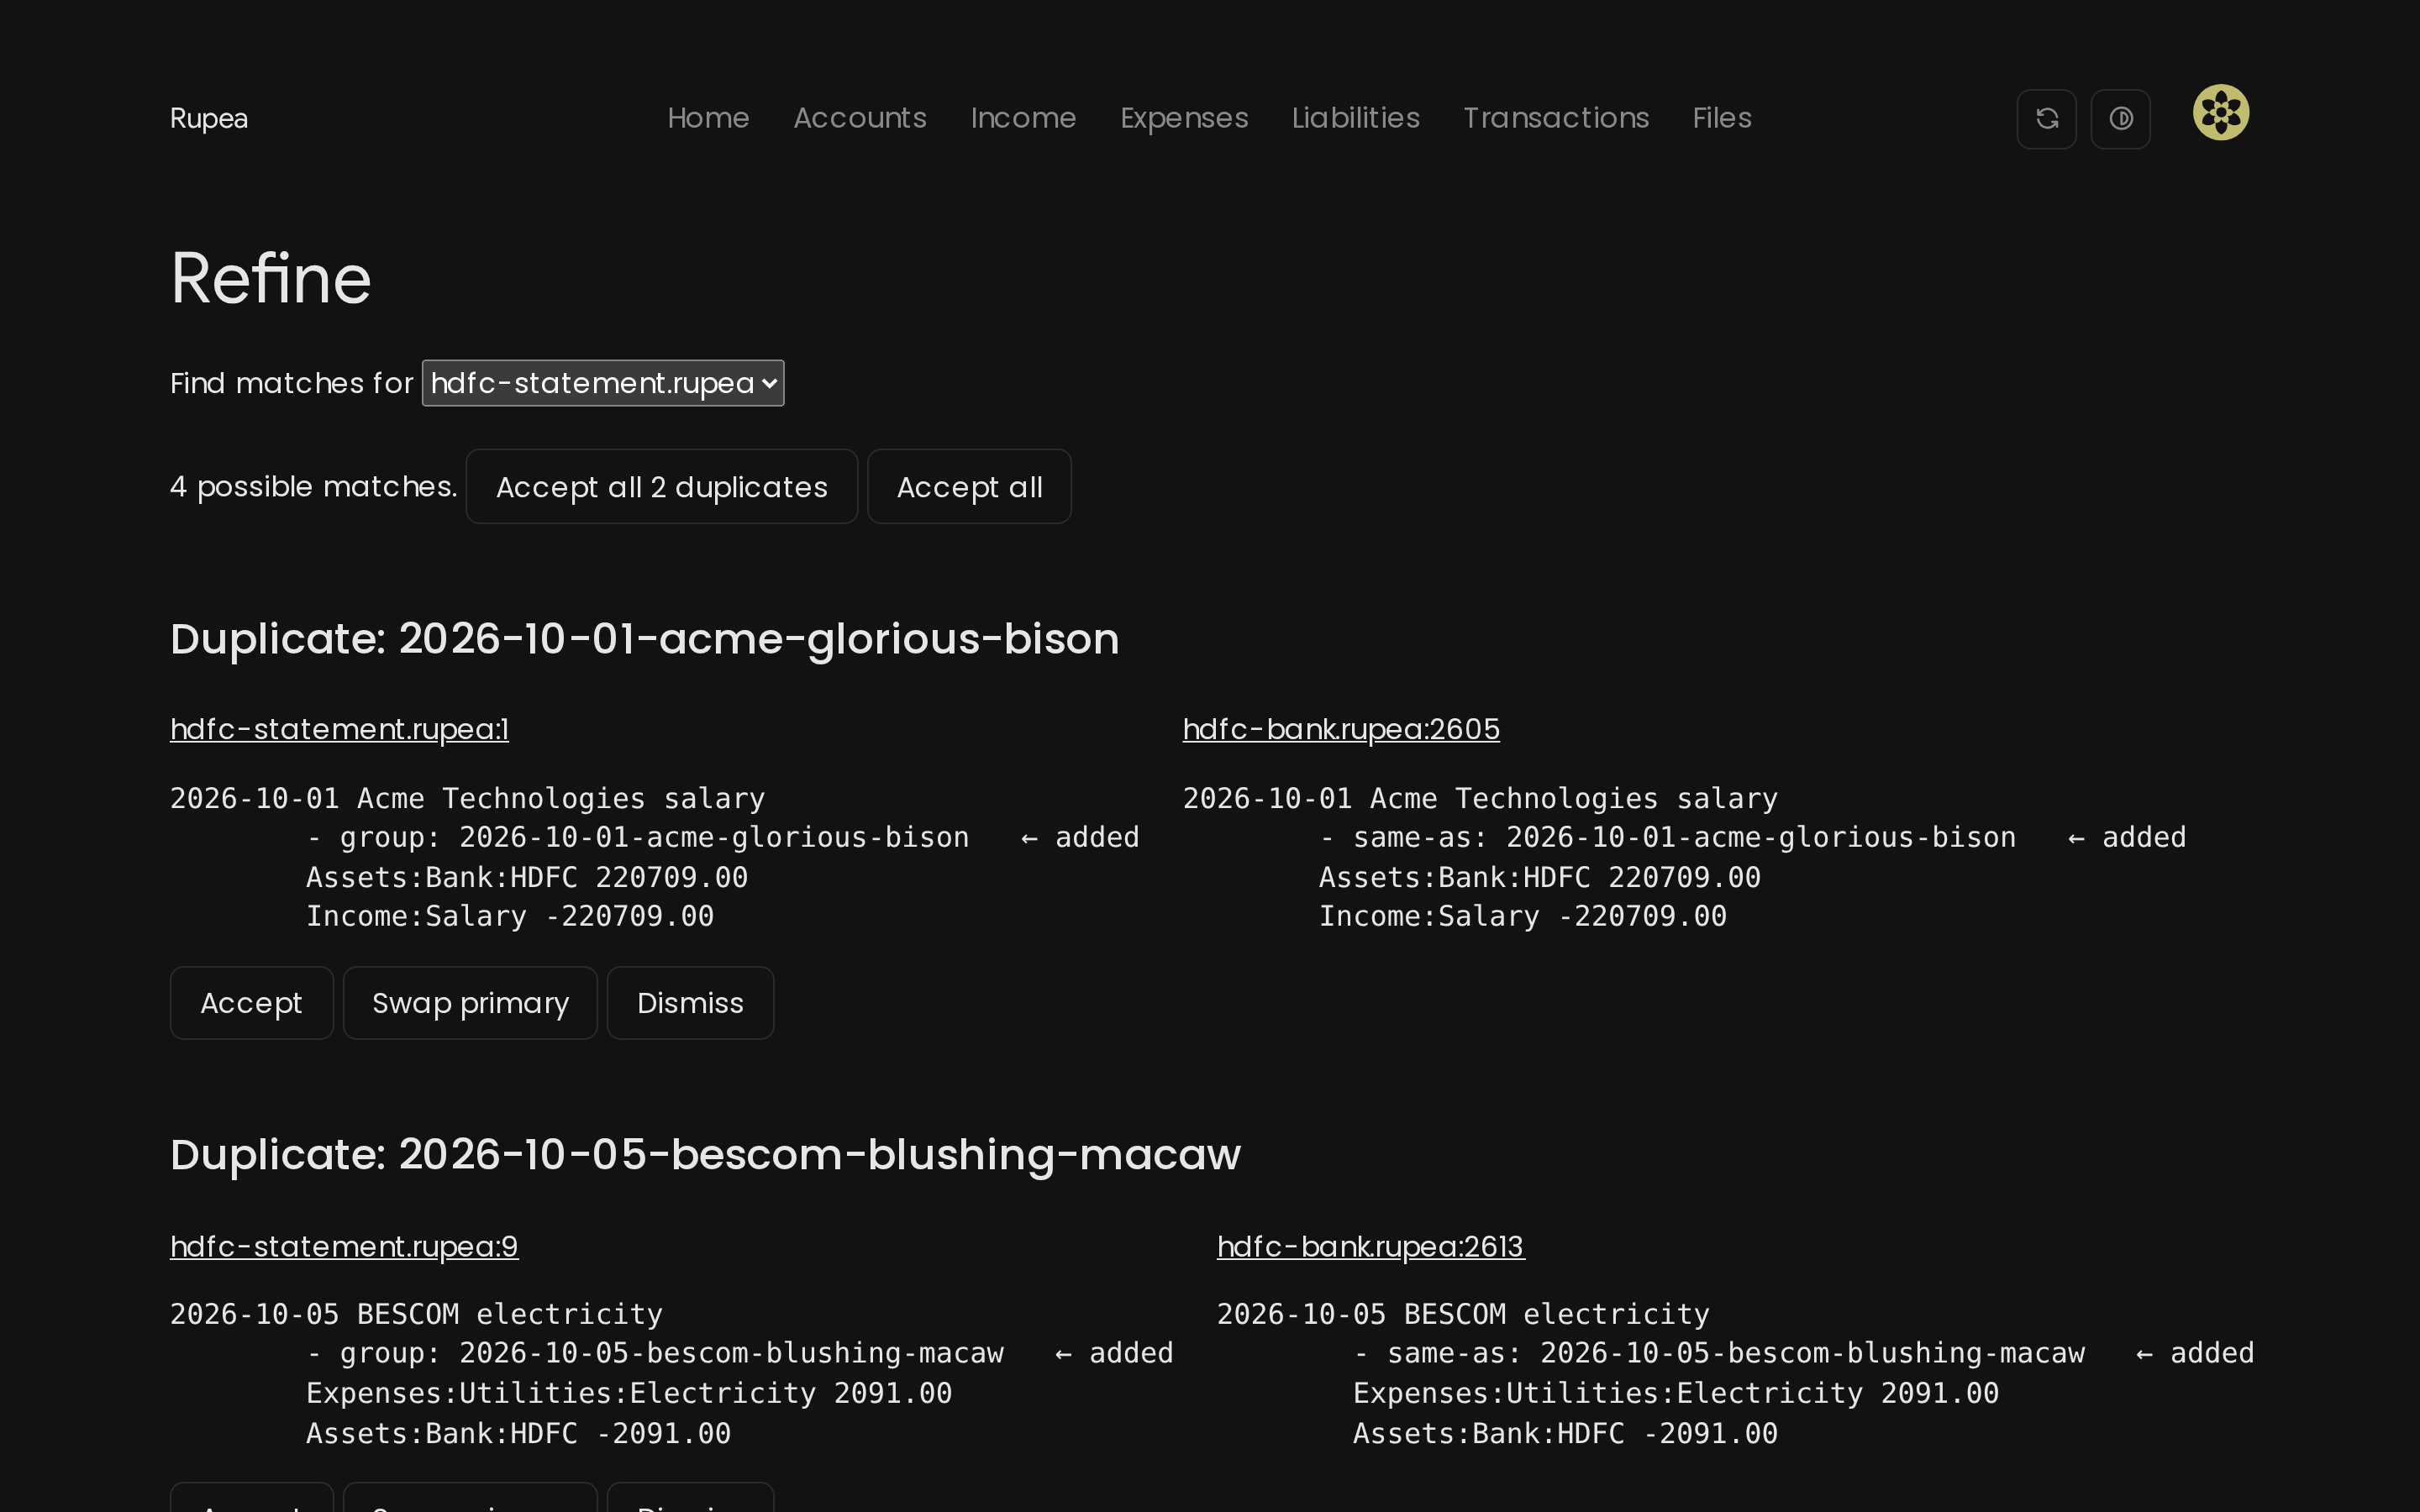 Rupea
Home Accounts Income Expenses Liabilities Transactions Files
Refine
Find matches for hdfc-statement.rupea
4 possible matches. Accept all 2 duplicates Accept all
Duplicate: 2026-10-01-acme-glorious-bison
hdfc-statement.rupea:1
2026-10-01 Acme Technologies salary
- group: 2026-10-01-acme-glorious-bison ← added
Assets:Bank:HDFC 220709.00
Income:Salary -220709.00
hdfc-bank.rupea:2605
2026-10-01 Acme Technologies salary
- same-as: 2026-10-01-acme-glorious-bison ← added
Assets:Bank:HDFC 220709.00
Income:Salary -220709.00
Accept Swap primary Dismiss
Duplicate: 2026-10-05-bescom-blushing-macaw
hdfc-statement.rupea:9
2026-10-05 BESCOM electricity
- group: 2026-10-05-bescom-blushing-macaw ← added
Expenses:Utilities:Electricity 2091.00
Assets:Bank:HDFC -2091.00
hdfc-bank.rupea:2613
2026-10-05 BESCOM electricity
- same-as: 2026-10-05-bescom-blushing-macaw ← added
Expenses:Utilities:Electricity 2091.00
Assets:Bank:HDFC -2091.00